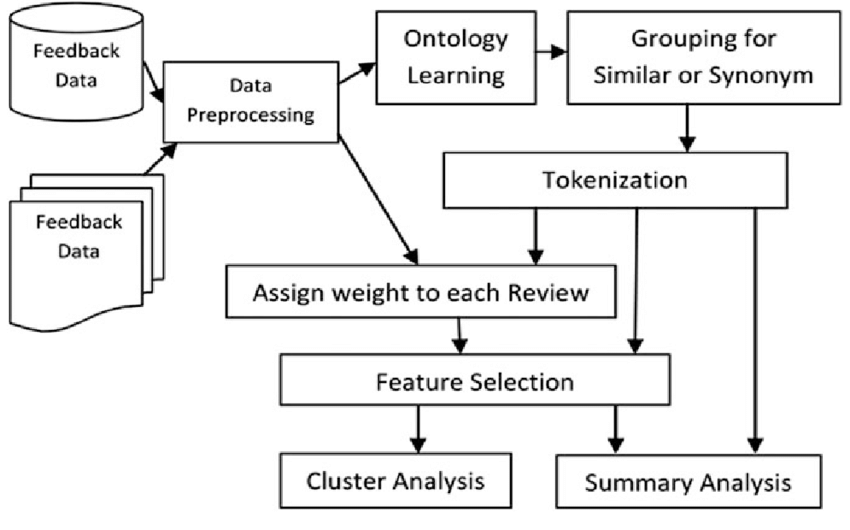 Feedback
Data
Data
Preprocessing
Ontology
Learning
Grouping for
Similar or Synonym
Feedback
Data
Tokenization
Assign weight to each Review
Feature Selection
Cluster Analysis
Summary Analysis